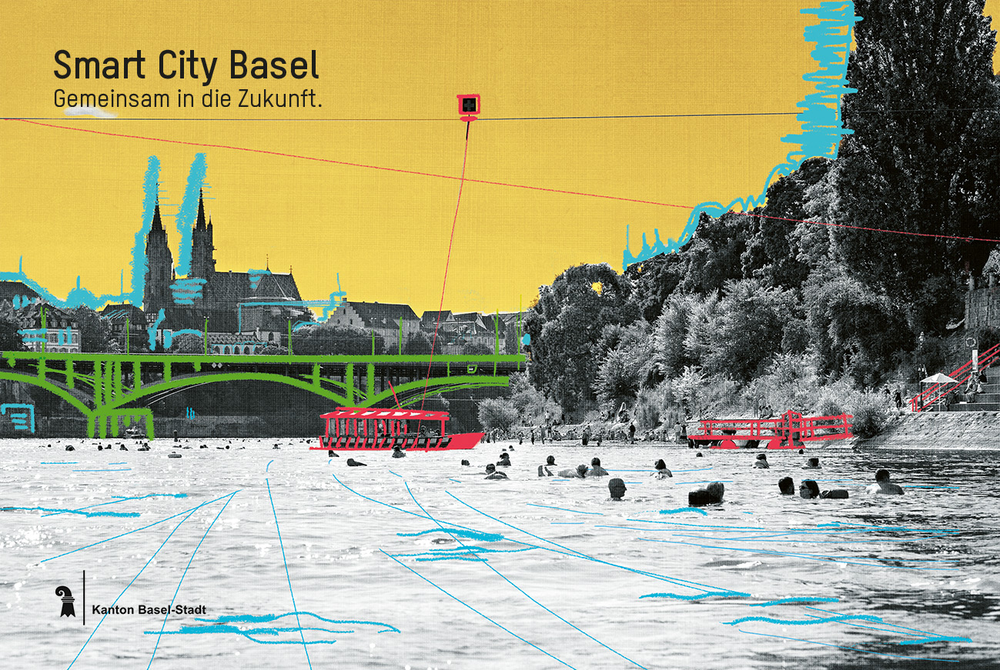 Smart City Basel
Gemeinsam in die Zukunft.
Kanton Basel-Stadt